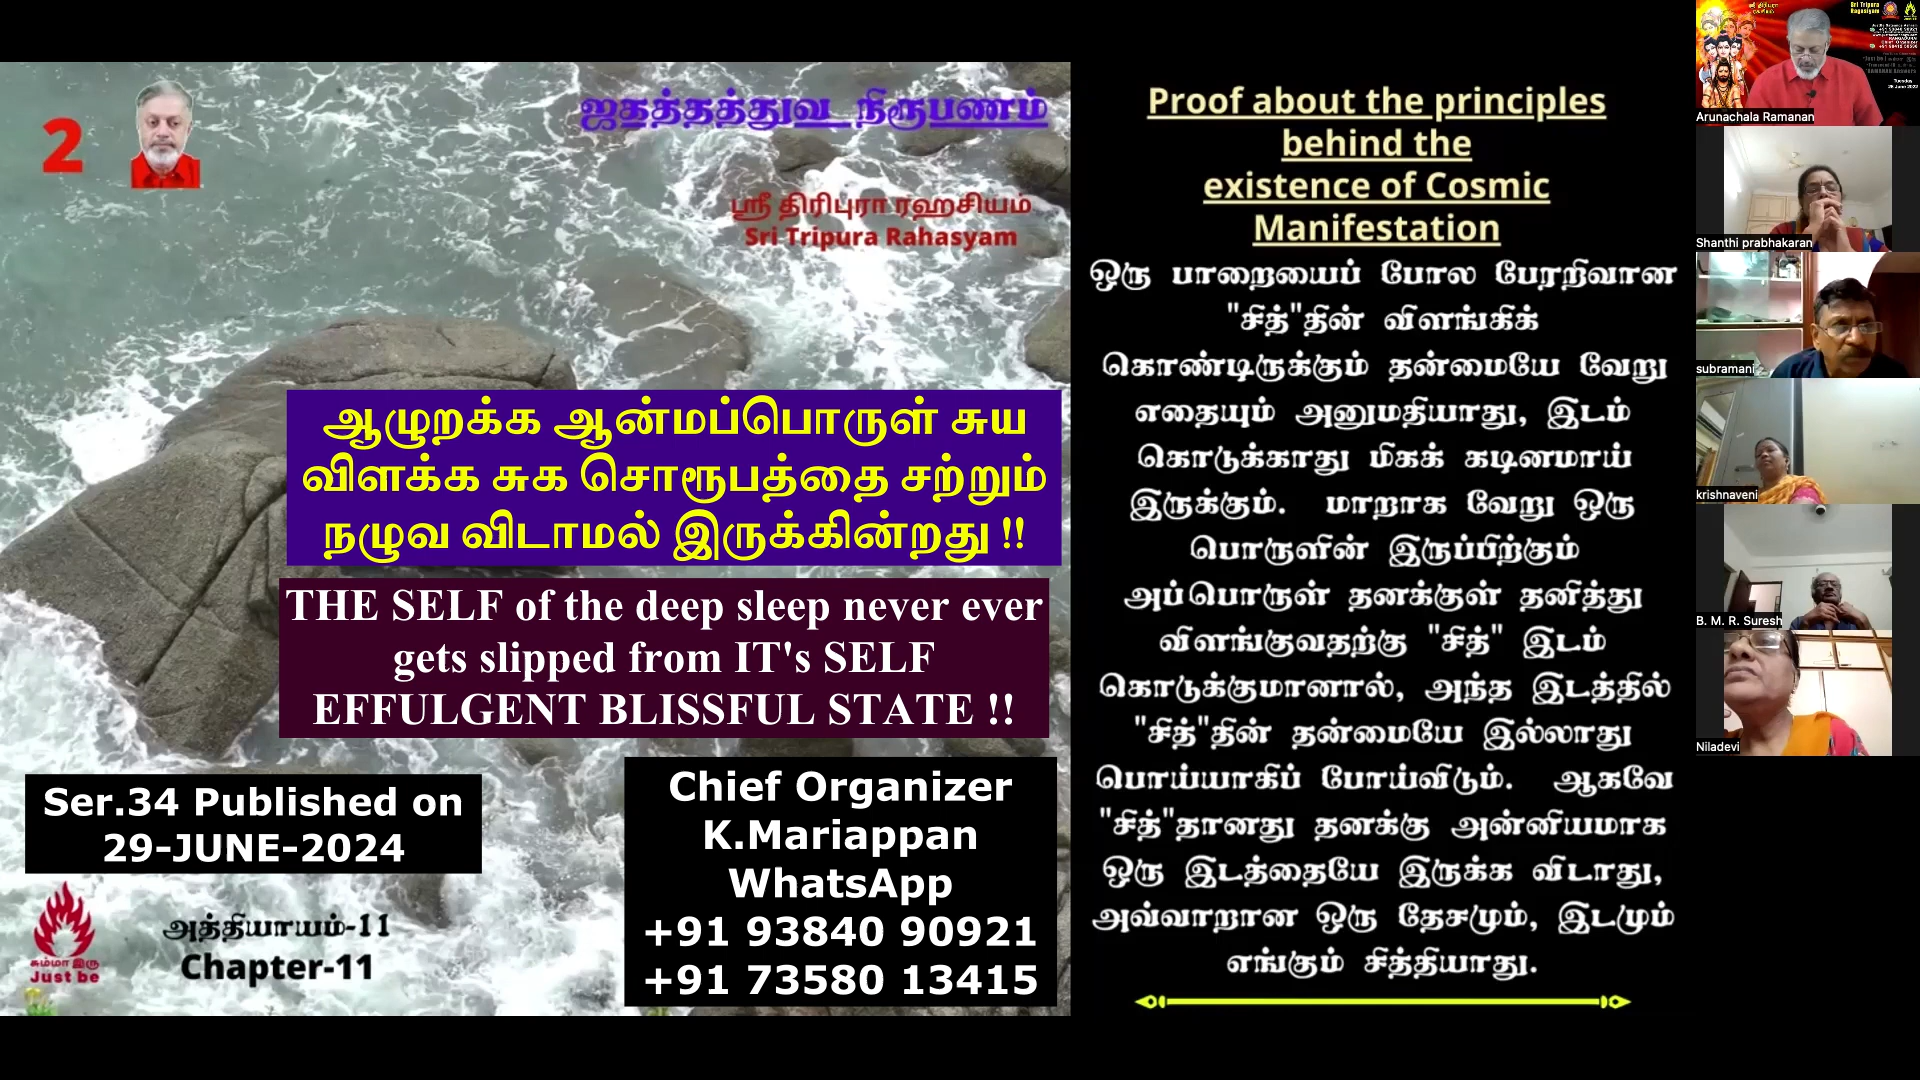 2
ஜகத்தத்துவ நிரூபணம்
ஸ்ரீ திரிபுரா ரஹசியம்
Sri Tripura Rahasyam
ஆழுறக்க ஆன்மப்பொருள் சுய
விளக்க சுக சொரூபத்தை சற்றும்
நழுவ விடாமல் இருக்கின்றது !!
THE SELF of the deep sleep never ever
gets slipped from IT's SELF
EFFULGENT BLISSFUL STATE !!
Ser.34 Published on
29-JUNE-2024
சும்மா இரு
Just be
அத்தியாயம்-11
Chapter-11
Chief Organizer
K.Mariappan
WhatsApp
+91 93840 90921
+91 73580 13415
Proof about the principles
behind the
existence of Cosmic
Manifestation
ஒரு பாறையைப் போல பேரறிவான
"சித்"தின் விளங்கிக்
கொண்டிருக்கும் தன்மையே வேறு
எதையும் அனுமதியாது, இடம்
கொடுக்காது மிகக் கடினமாய்
இருக்கும். மாறாக வேறு ஒரு
பொருளின் இருப்பிற்கும்
அப்பொருள் தனக்குள் தனித்து
விளங்குவதற்கு "சித்" இடம்
கொடுக்குமானால், அந்த இடத்தில்
"சித்"தின் தன்மையே இல்லாது
பொய்யாகிப் போய்விடும். ஆகவே
"சித்"தானது தனக்கு அன்னியமாக
ஒரு இடத்தையே இருக்க விடாது,
அவ்வாறான ஒரு தேசமும், இடமும்
எங்கும் சித்தியாது.
Sri Tripura
Ragasiyam
Arunachala Ramanan
Shanthi prabhakaran
subramani
krishnaveni
B. M. R. Suresh
Niladevi